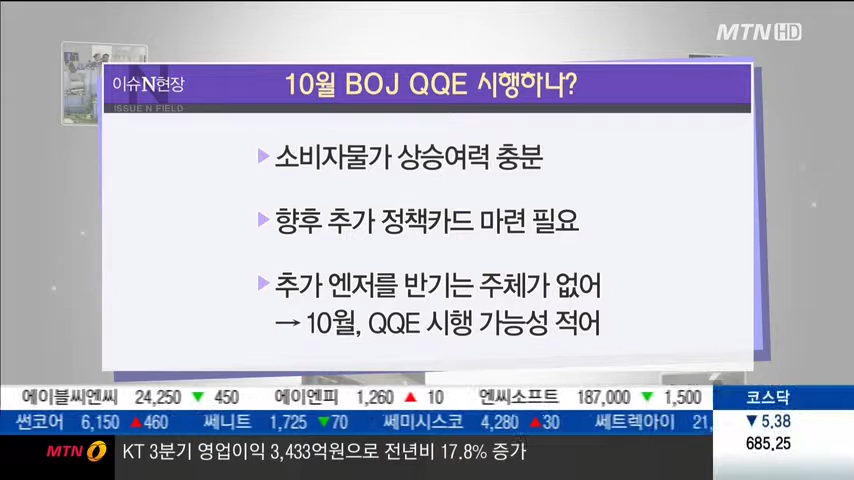 MTN HD
이슈N현장
ISSUE N FIELD
10월 BOJ QQE 시행하나?
▶ 소비자물가 상승여력 충분
▶ 향후 추가 정책카드 마련 필요
▶ 추가 엔저를 반기는 주체가 없어
→ 10월, QQE 시행 가능성 적어
에이블씨엔씨 24,250 ▼ 450 에이엔피 1,260 ▲ 10 엔씨소프트 187,000 ▼ 1,500
코스닥
썬코어 6,150 ▲460 쎄니트 1,725 ▼70 쎄미시스코 4,280 ▲30 쎄트렉아이 21,
▼5.38
685.25
MTN
KT 3분기 영업이익 3,433억원으로 전년비 17.8% 증가